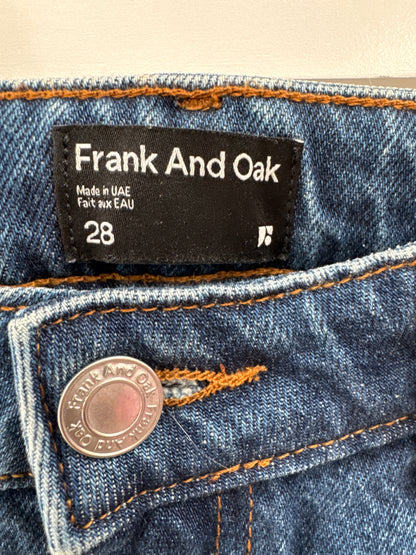 Frank And Oak
Made in UAE
Fait aux EAU
28
Frank And Oak Frank And Oak